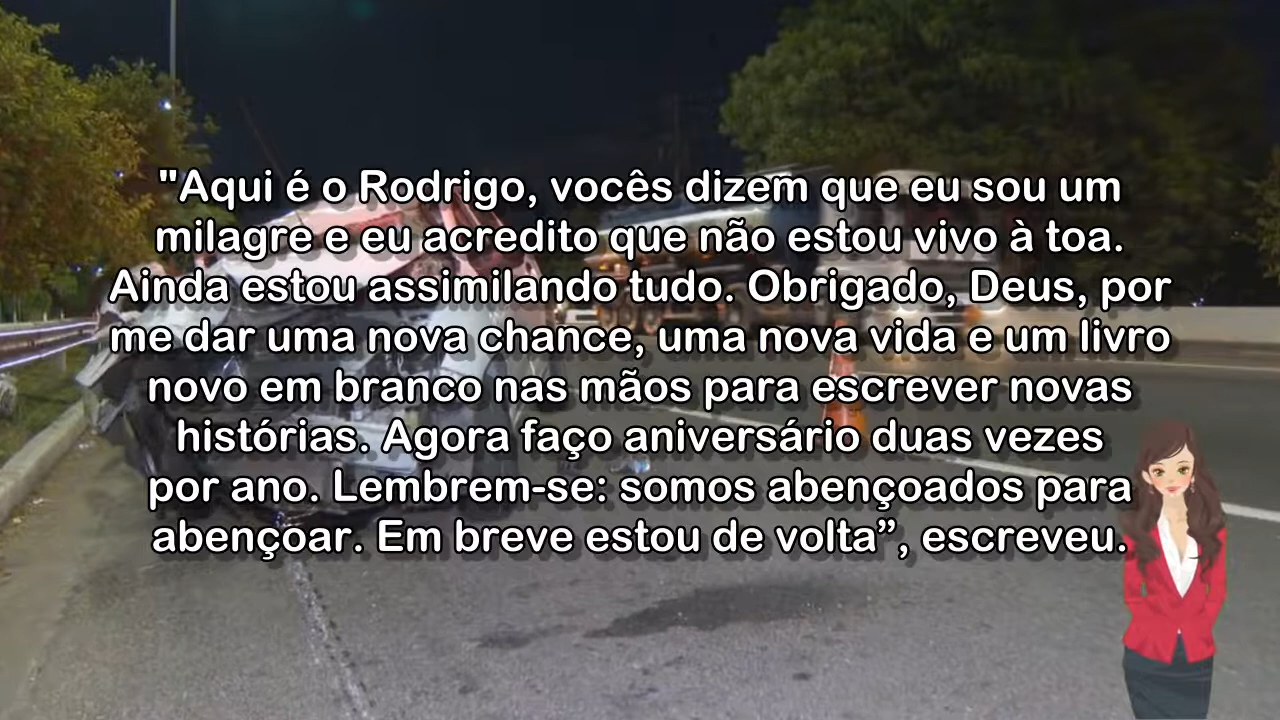 "Aqui é o Rodrigo, vocês dizem que eu sou um
milagre e eu acredito que não estou vivo à toa.
Ainda estou assimilando tudo. Obrigado, Deus, por
me dar uma nova chance, uma nova vida e um livro
novo em branco nas mãos para escrever novas
histórias. Agora faço aniversário duas vezes
por ano. Lembrem-se: somos abençoados para
abençoar. Em breve estou de volta”, escreveu.